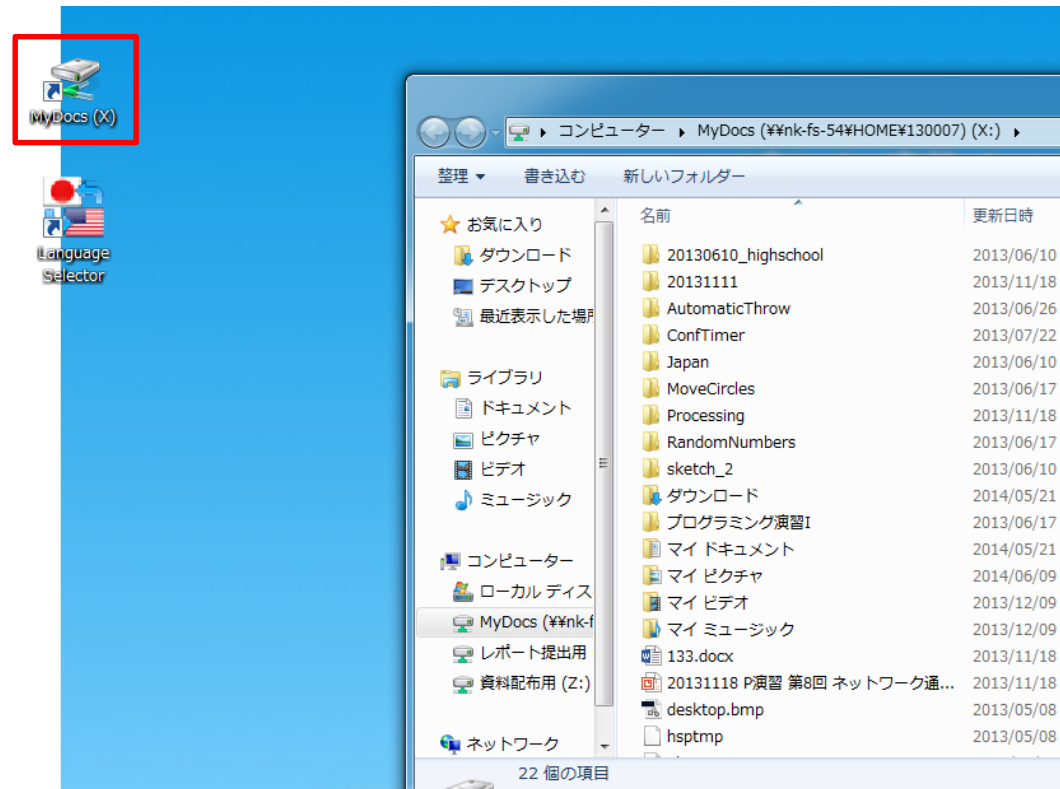 MyDocs (X)
Language
Selector
コンピューター MyDocs (¥¥nk-fs-54¥HOME¥130007) (X:)
整理 書き込む 新しいフォルダー
お気に入り
ダウンロード
デスクトップ
最近表示した場所
ライブラリ
ドキュメント
ピクチャ
ビデオ
ミュージック
コンピューター
ローカル ディス
MyDocs (¥¥nk-f
レポート提出用
資料配布用 (Z:)
ネットワーク
名前 更新日時
20130610_highschool 2013/06/10
20131111 2013/11/18
AutomaticThrow 2013/06/26
ConfTimer 2013/07/22
Japan 2013/06/10
MoveCircles 2013/06/17
Processing 2013/11/18
RandomNumbers 2013/06/17
sketch_2 2013/06/10
ダウンロード 2014/05/21
プログラミング演習I 2013/06/17
マイ ドキュメント 2014/05/21
マイ ピクチャ 2014/06/09
マイ ビデオ 2013/12/09
マイ ミュージック 2013/12/09
133.docx 2013/11/18
20131118 P演習 第8回 ネットワーク通... 2013/11/18
desktop.bmp 2013/05/08
hsptmp 2013/05/08
22 個の項目